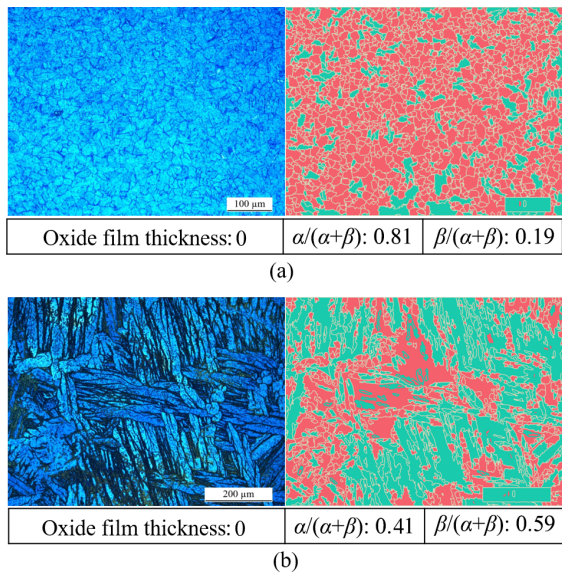 100 μm
Oxide film thickness: 0 α/(α+β): 0.81 β/(α+β): 0.19
(a)
200 μm
Oxide film thickness: 0 α/(α+β): 0.41 β/(α+β): 0.59
(b)